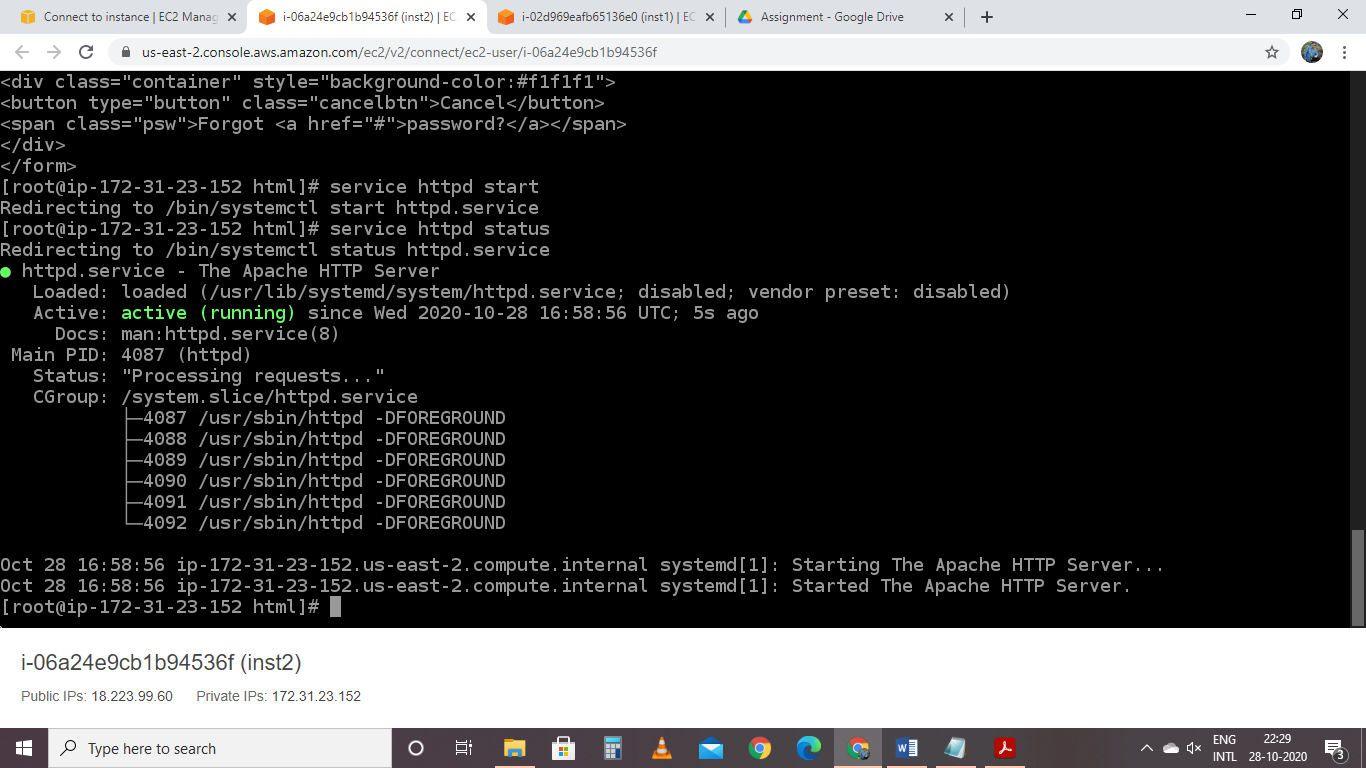 Connect to instance | EC2 Manag
i-06a24e9cb1b94536f (inst2) | EC
i-02d969eafb65136e0 (inst1) | EC
Assignment - Google Drive
us-east-2.console.aws.amazon.com/ec2/v2/connect/ec2-user/i-06a24e9cb1b94536f
<div class="container" style="background-color:#f1f1f1">
<button type="button" class="cancelbtn">Cancel</button>
<span class="psw">Forgot <a href="#">password?</a></span>
</div>
</form>
[root@ip-172-31-23-152 html]# service httpd start
Redirecting to /bin/systemctl start httpd.service
[root@ip-172-31-23-152 html]# service httpd status
Redirecting to /bin/systemctl status httpd.service
● httpd.service - The Apache HTTP Server
Loaded: loaded (/usr/lib/systemd/system/httpd.service; disabled; vendor preset: disabled)
Active: active (running) since Wed 2020-10-28 16:58:56 UTC; 5s ago
Docs: man:httpd.service(8)
Main PID: 4087 (httpd)
Status: "Processing requests..."
CGroup: /system.slice/httpd.service
├─4087 /usr/sbin/httpd -DFOREGROUND
├─4088 /usr/sbin/httpd -DFOREGROUND
├─4089 /usr/sbin/httpd -DFOREGROUND
├─4090 /usr/sbin/httpd -DFOREGROUND
├─4091 /usr/sbin/httpd -DFOREGROUND
└─4092 /usr/sbin/httpd -DFOREGROUND
Oct 28 16:58:56 ip-172-31-23-152.us-east-2.compute.internal systemd[1]: Starting The Apache HTTP Server...
Oct 28 16:58:56 ip-172-31-23-152.us-east-2.compute.internal systemd[1]: Started The Apache HTTP Server.
[root@ip-172-31-23-152 html]#
i-06a24e9cb1b94536f (inst2)
Public IPs: 18.223.99.60 Private IPs: 172.31.23.152
Type here to search
ENG
INTL
22:29
28-10-2020
3